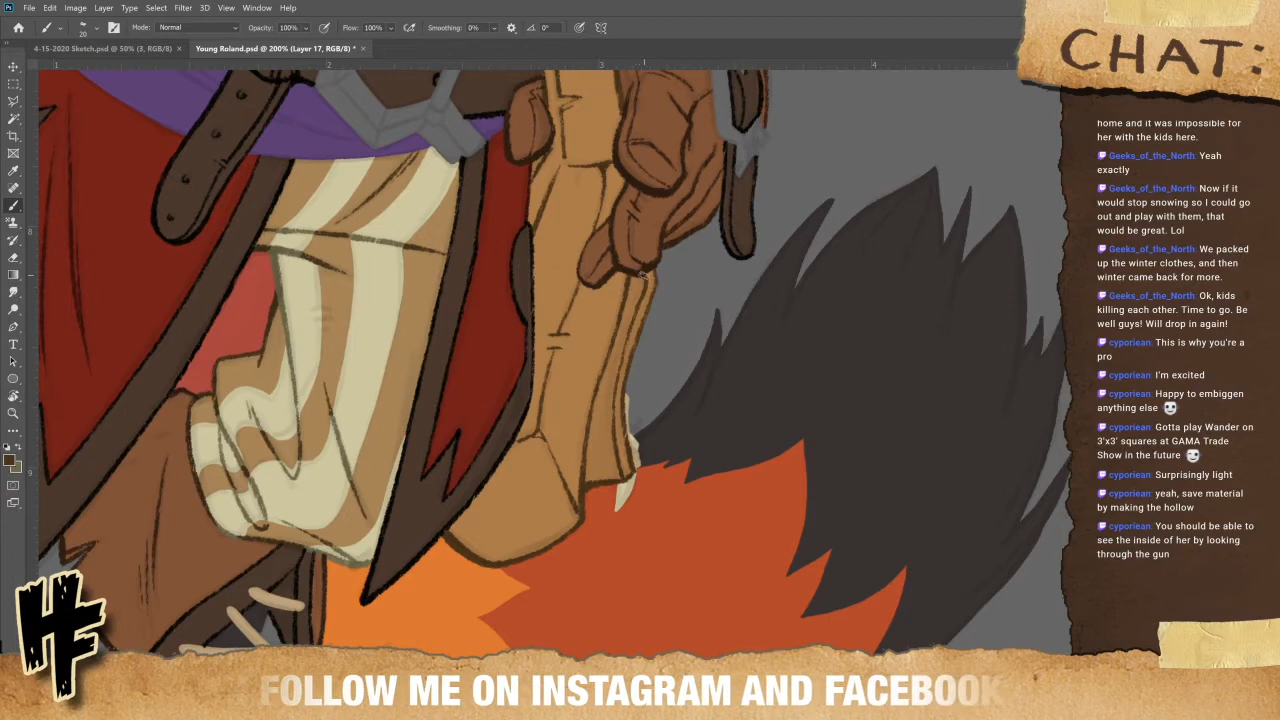 File Edit Image Layer Type Select Filter 3D View Window Help
20 Mode: Normal Opacity: 100% Flow: 100% Smoothing: 0% 0°
4-15-2020 Sketch.psd @ 50% (3, RGB/8) × Young Roland.psd @ 200% (Layer 17, RGB/8) * ×
1 2 3 4
8
9
CHAT:
home and it was impossible for
her with the kids here.
Geeks_of_the_North: Yeah
exactly
Geeks_of_the_North: Now if it
would stop snowing so I could go
out and play with them, that
would be great. Lol
Geeks_of_the_North: We packed
up the winter clothes, and then
winter came back for more.
Geeks_of_the_North: Ok, kids
killing each other. Time to go. Be
well guys! Will drop in again!
cyporiean: This is why you're a
pro
cyporiean: I'm excited
cyporiean: Happy to embiggen
anything else
cyporiean: Gotta play Wander on
3'x3' squares at GAMA Trade
Show in the future
cyporiean: Surprisingly light
cyporiean: yeah, save material
by making the hollow
cyporiean: You should be able to
see the inside of her by looking
through the gun
HF
FOLLOW ME ON INSTAGRAM AND FACEBOOK